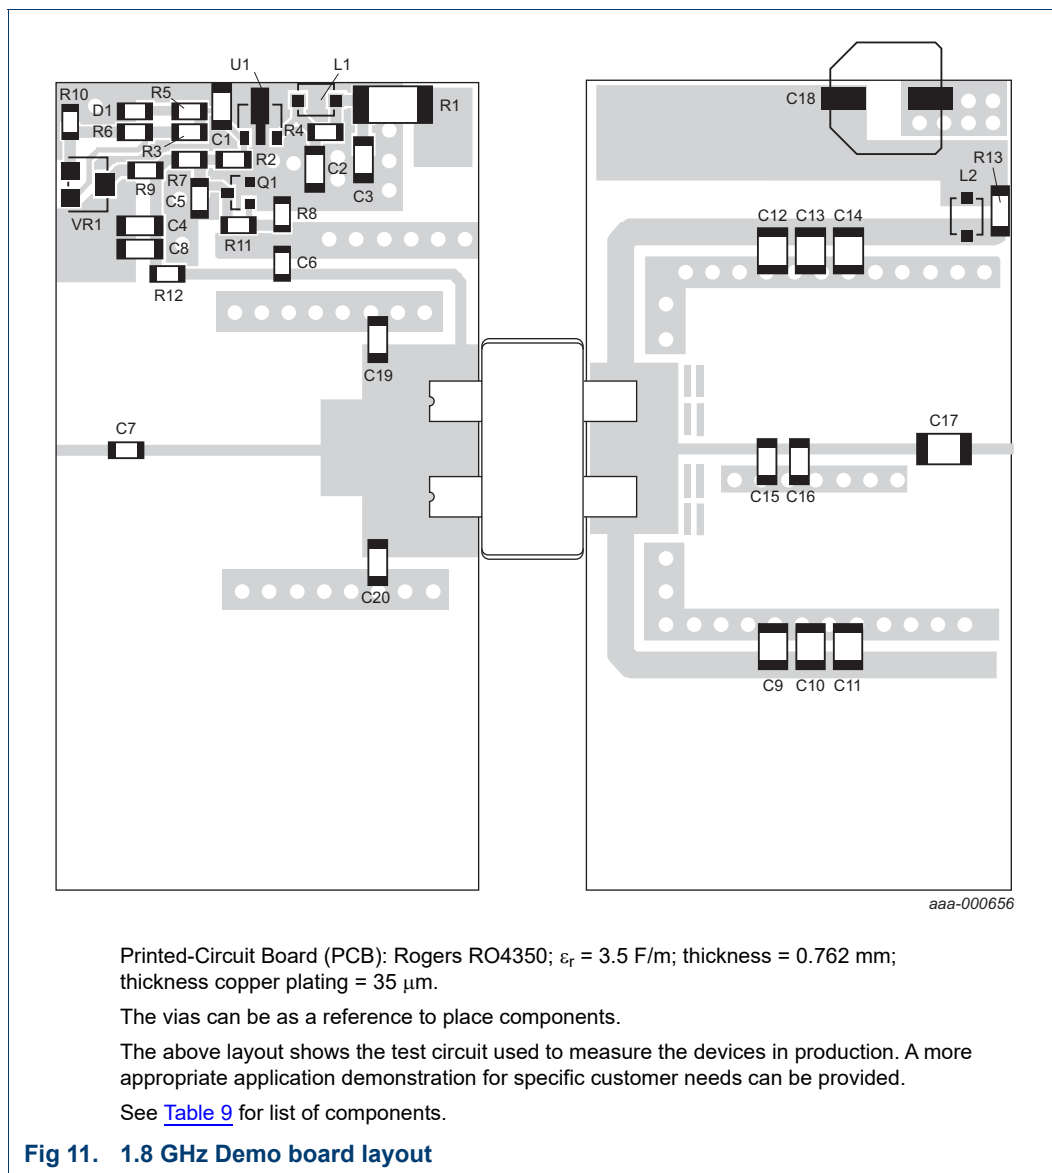 U1 L1
R10 R5 C18
D1 R1
R6 C1 R4
R3 R2 C2 R13
R9 R7 C3 L2
C5 Q1
VR1 C4 R8 C12 C13 C14
C8 R11
C6
R12
C19
C7 C17
C15 C16
C20
C9 C10 C11
aaa-000656
Printed-Circuit Board (PCB): Rogers RO4350; εr = 3.5 F/m; thickness = 0.762 mm;
thickness copper plating = 35 μm.
The vias can be as a reference to place components.
The above layout shows the test circuit used to measure the devices in production. A more
appropriate application demonstration for specific customer needs can be provided.
See Table 9 for list of components.
Fig 11. 1.8 GHz Demo board layout